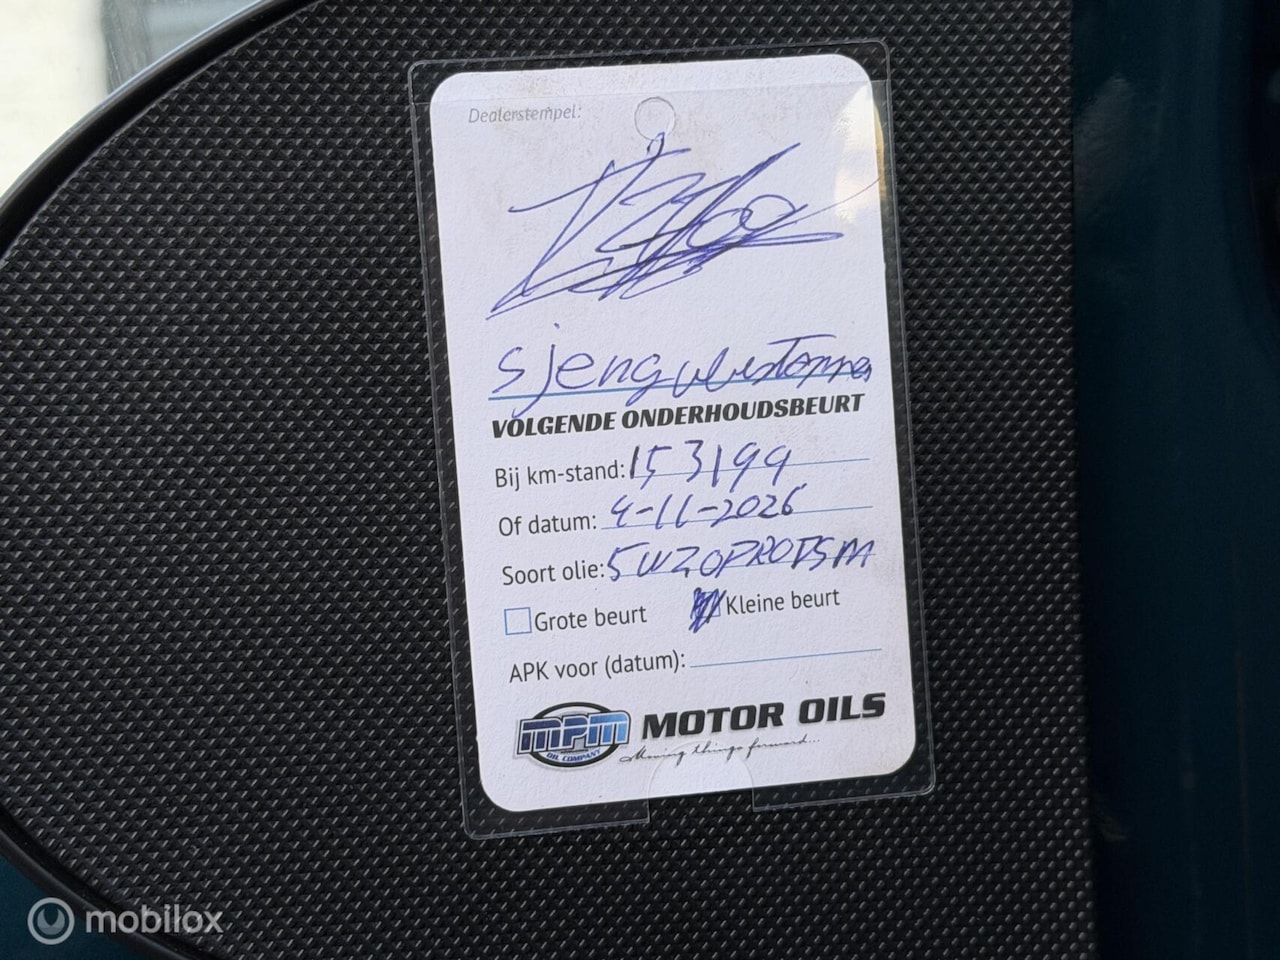 Dealerstempel:
sjeng
VOLGENDE ONDERHOUDSBEURT
Bij km-stand: 153199
Of datum: 4-11-2026
Soort olie: 5W20
Grote beurt Kleine beurt
APK voor (datum):
MPM MOTOR OILS
OIL COMPANY Moving things forward...
mobilox